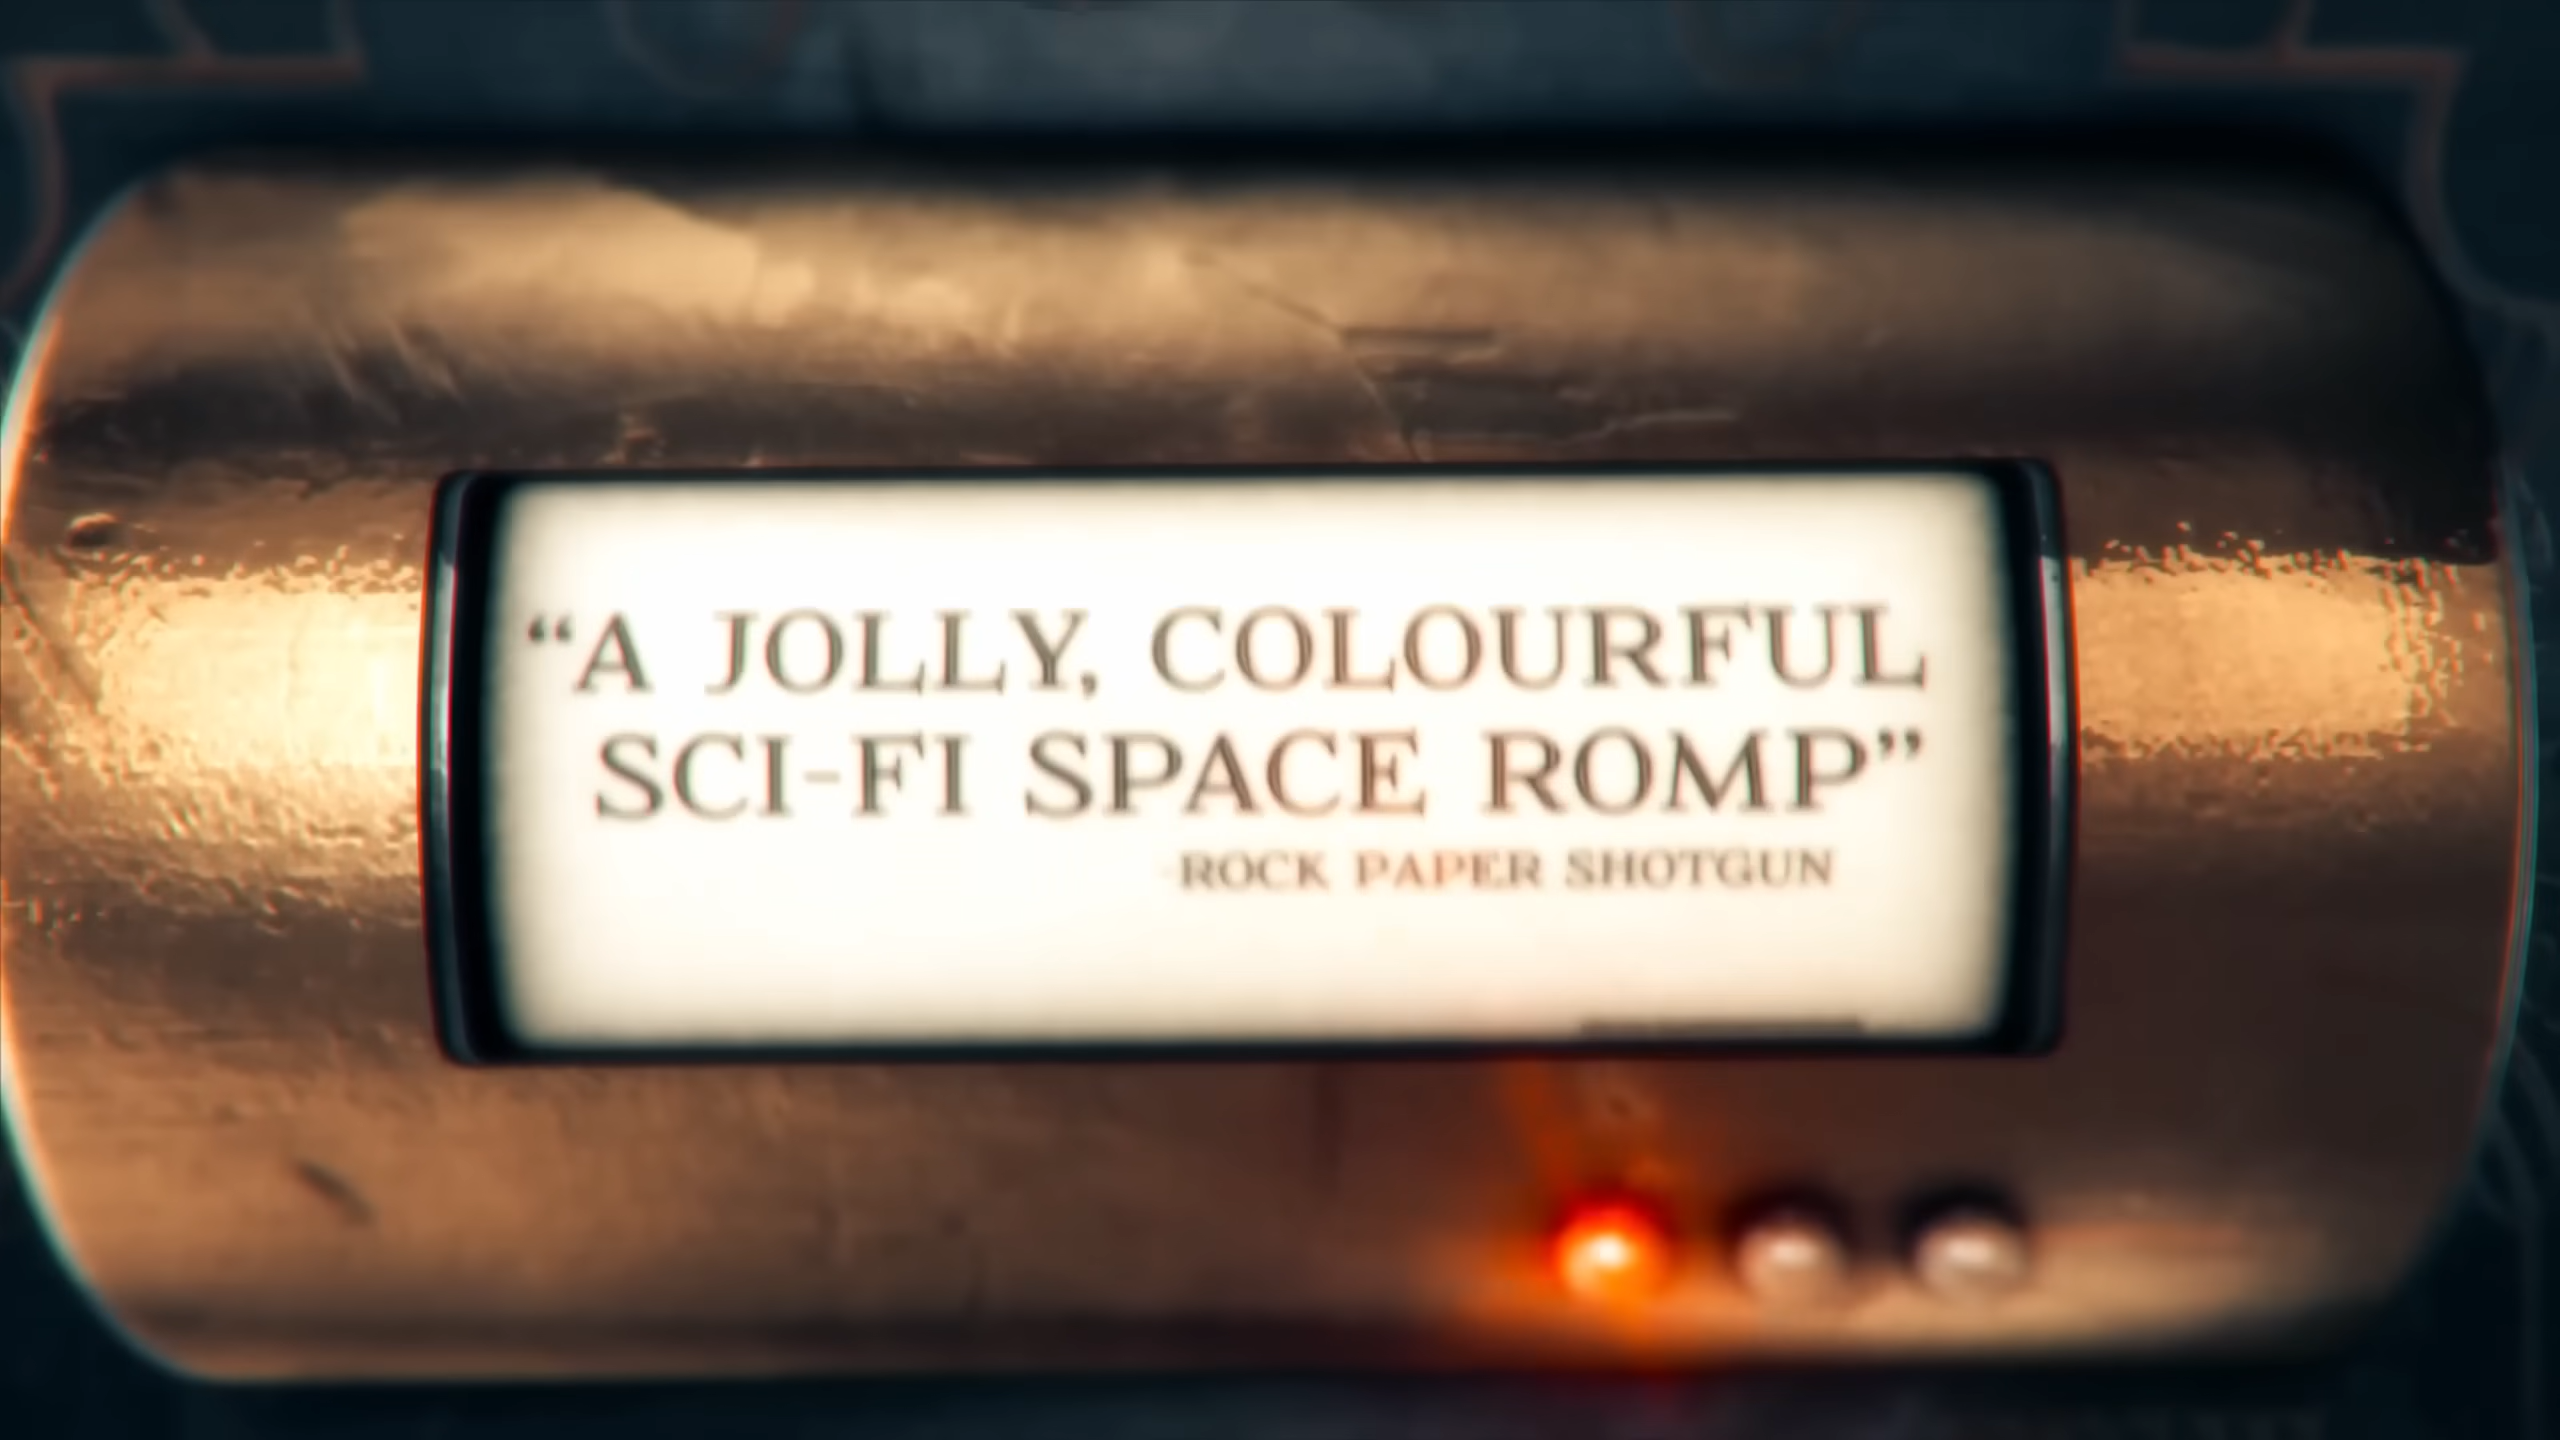 “A JOLLY, COLOURFUL
SCI-FI SPACE ROMP”
-ROCK PAPER SHOTGUN